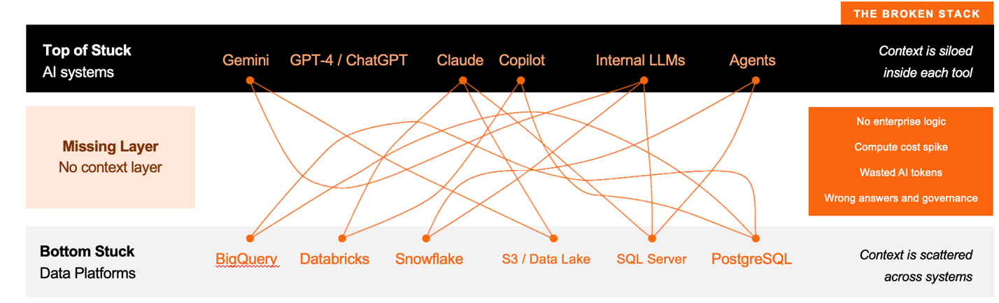 THE BROKEN STACK
Top of Stuck
AI systems
Gemini
GPT-4 / ChatGPT
Claude
Copilot
Internal LLMs
Agents
Context is siloed
inside each tool
Missing Layer
No context layer
No enterprise logic
Compute cost spike
Wasted AI tokens
Wrong answers and governance
Bottom Stuck
Data Platforms
BigQuery
Databricks
Snowflake
S3 / Data Lake
SQL Server
PostgreSQL
Context is scattered
across systems